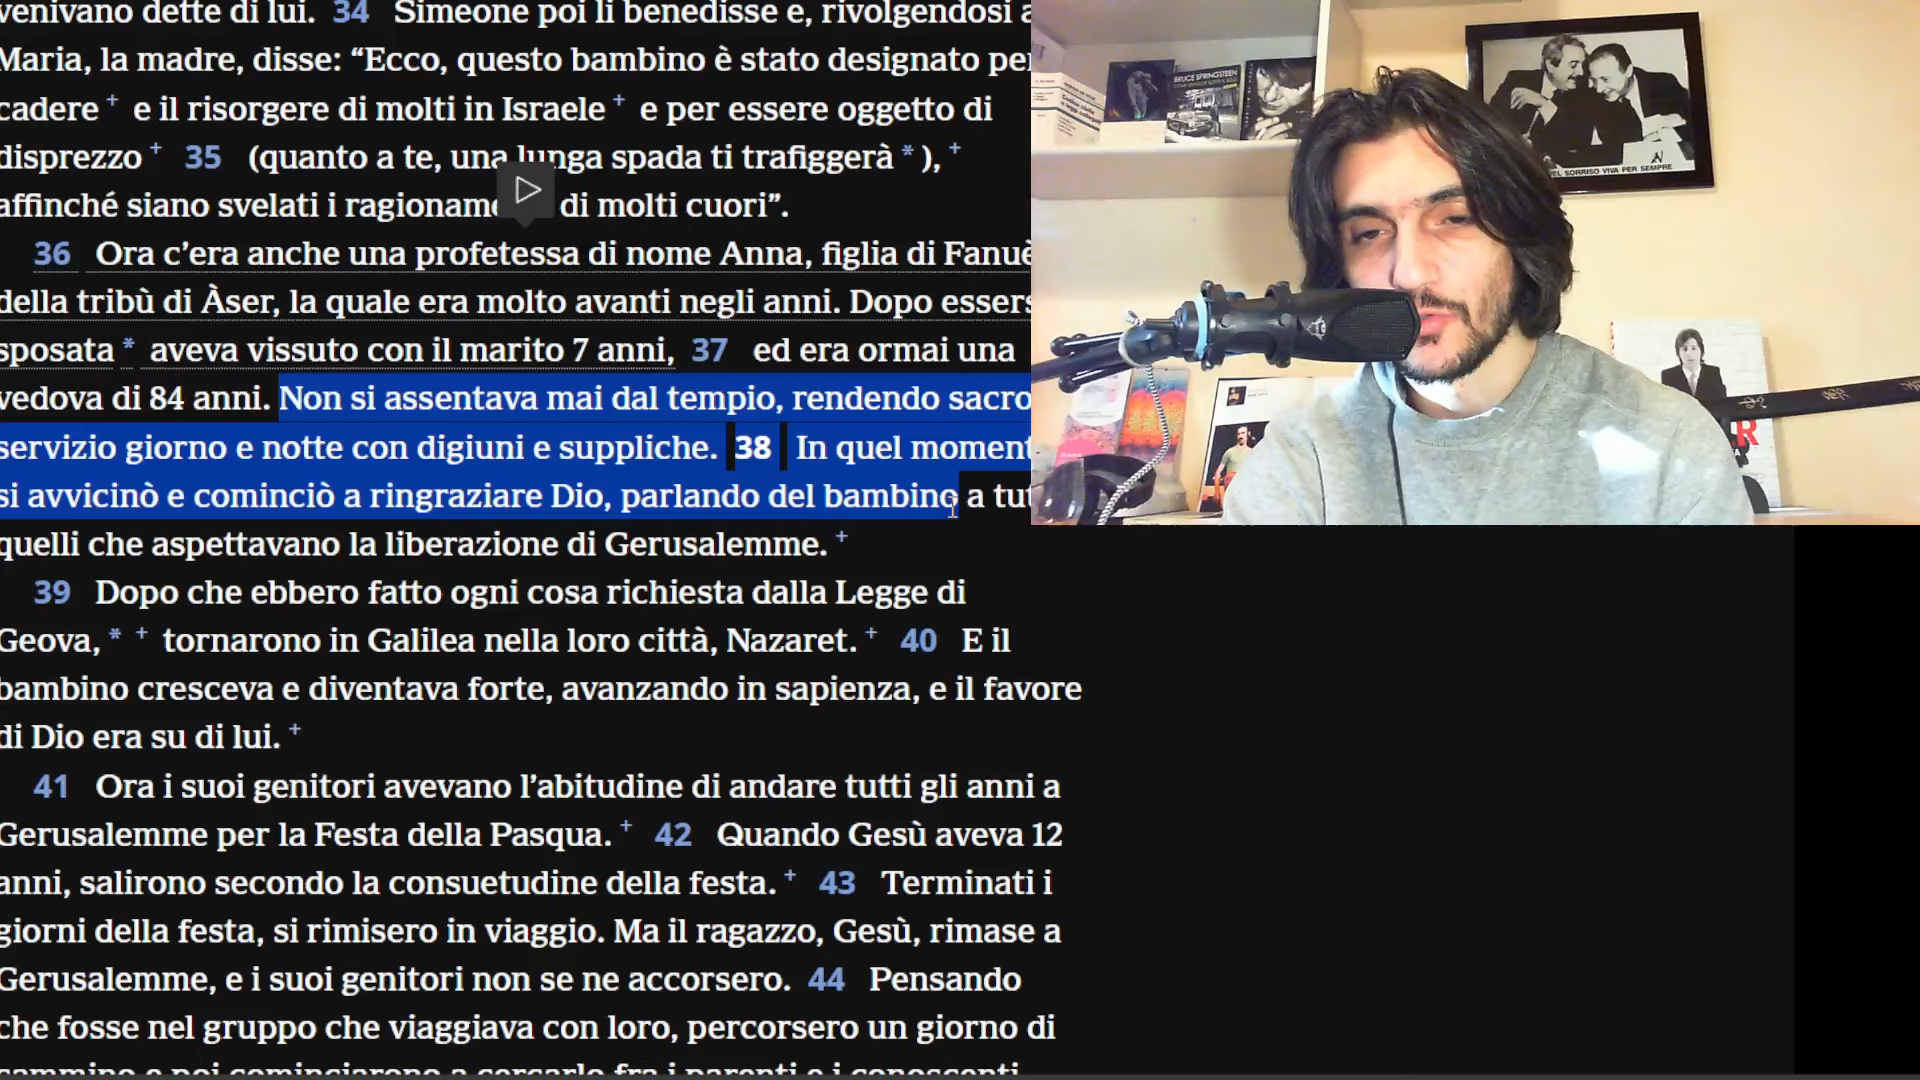 venivano dette di lui. 34 Simeone poi li benedisse e, rivolgendosi a
Maria, la madre, disse: “Ecco, questo bambino è stato designato per
cadere + e il risorgere di molti in Israele + e per essere oggetto di
disprezzo + 35 (quanto a te, una lunga spada ti trafiggerà * ), +
affinché siano svelati i ragioname di molti cuori”.
36 Ora c’era anche una profetessa di nome Anna, figlia di Fanuè
della tribù di Àser, la quale era molto avanti negli anni. Dopo essers
sposata * aveva vissuto con il marito 7 anni, 37 ed era ormai una
vedova di 84 anni. Non si assentava mai dal tempio, rendendo sacro
servizio giorno e notte con digiuni e suppliche. 38 In quel moment
si avvicinò e cominciò a ringraziare Dio, parlando del bambino a tut
quelli che aspettavano la liberazione di Gerusalemme. +
39 Dopo che ebbero fatto ogni cosa richiesta dalla Legge di
Geova, * + tornarono in Galilea nella loro città, Nazaret. + 40 E il
bambino cresceva e diventava forte, avanzando in sapienza, e il favore
di Dio era su di lui. +
41 Ora i suoi genitori avevano l’abitudine di andare tutti gli anni a
Gerusalemme per la Festa della Pasqua. + 42 Quando Gesù aveva 12
anni, salirono secondo la consuetudine della festa. + 43 Terminati i
giorni della festa, si rimisero in viaggio. Ma il ragazzo, Gesù, rimase a
Gerusalemme, e i suoi genitori non se ne accorsero. 44 Pensando
che fosse nel gruppo che viaggiava con loro, percorsero un giorno di
cammino e poi cominciarono a cercarlo fra i parenti e i conoscenti.
BRUCE SPRINGSTEEN
SORRISO VIVA PER SEMPRE